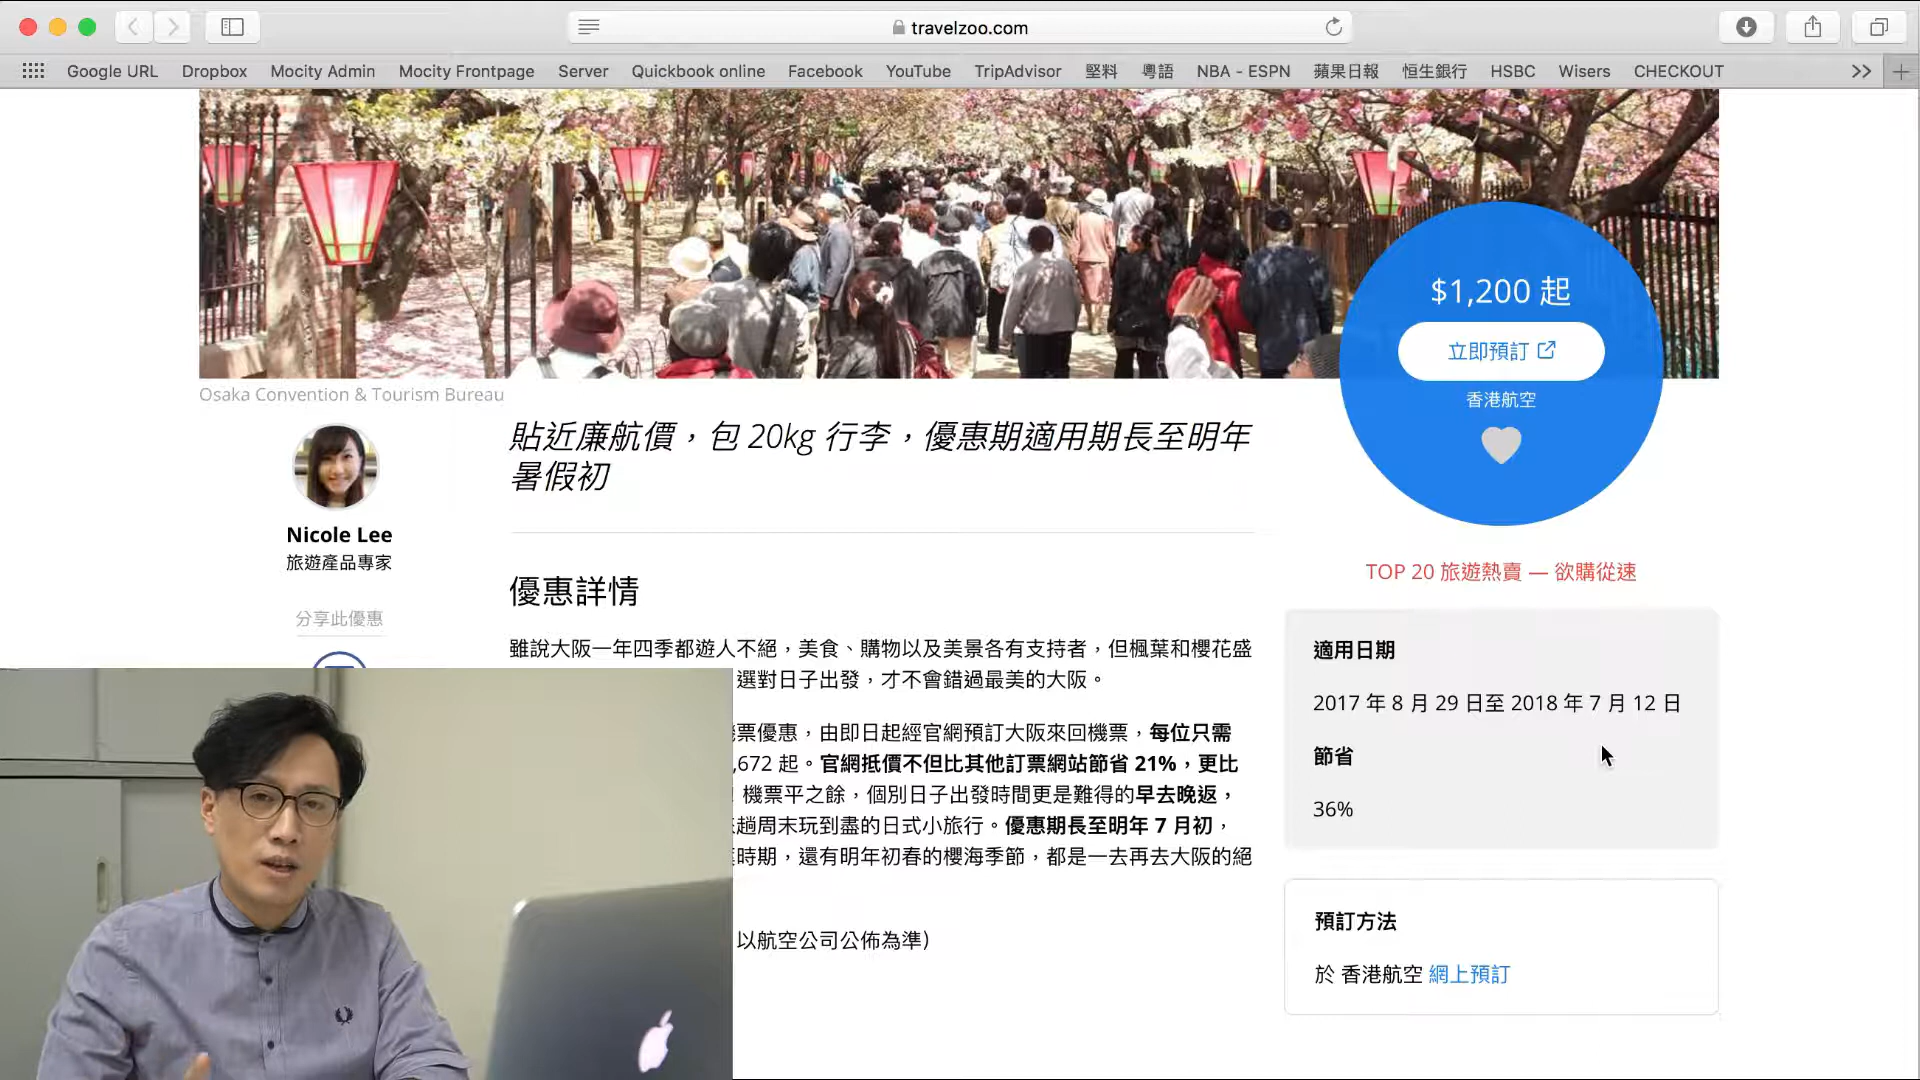 travelzoo.com
Google URL Dropbox Mocity Admin Mocity Frontpage Server Quickbook online Facebook YouTube TripAdvisor 堅料 粵語 NBA - ESPN 蘋果日報 恒生銀行 HSBC Wisers CHECKOUT
$1,200 起
立即預訂
香港航空
Osaka Convention & Tourism Bureau
貼近廉航價，包 20kg 行李，優惠期適用期長至明年
暑假初
Nicole Lee
旅遊產品專家
分享此優惠
TOP 20 旅遊熱賣 — 欲購從速
優惠詳情
雖說大阪一年四季都遊人不絕，美食、購物以及美景各有支持者，但楓葉和櫻花盛
選對日子出發，才不會錯過最美的大阪。
票優惠，由即日起經官網預訂大阪來回機票，每位只需
,672 起。官網抵價不但比其他訂票網站節省 21%，更比
機票平之餘，個別日子出發時間更是難得的早去晚返，
趟周末玩到盡的日式小旅行。優惠期長至明年 7 月初，
時期，還有明年初春的櫻海季節，都是一去再去大阪的絕
以航空公司公佈為準)
適用日期
2017 年 8 月 29 日至 2018 年 7 月 12 日
節省
36%
預訂方法
於 香港航空 網上預訂